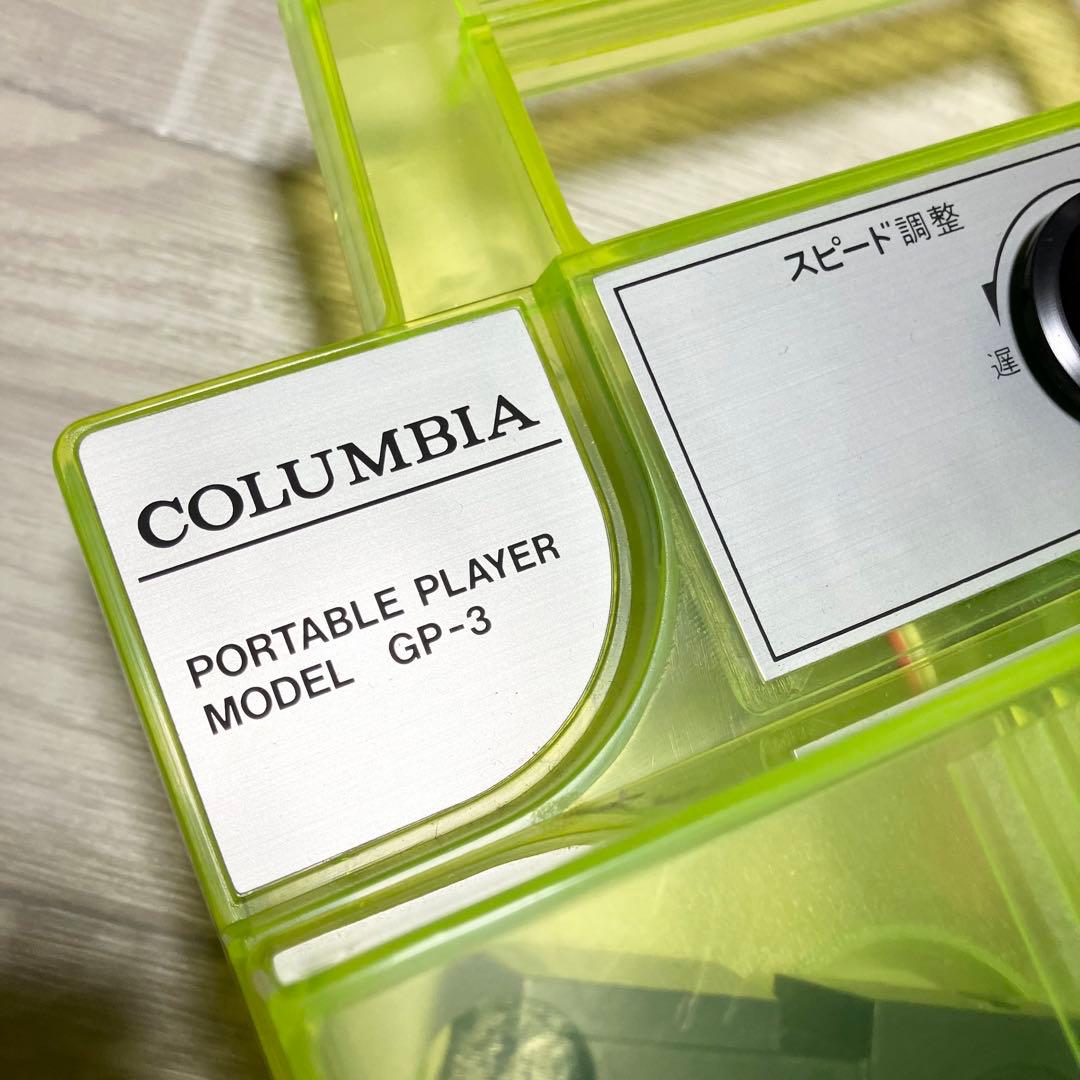 COLUMBIA
PORTABLE PLAYER
MODEL GP-3
スピード調整
遅